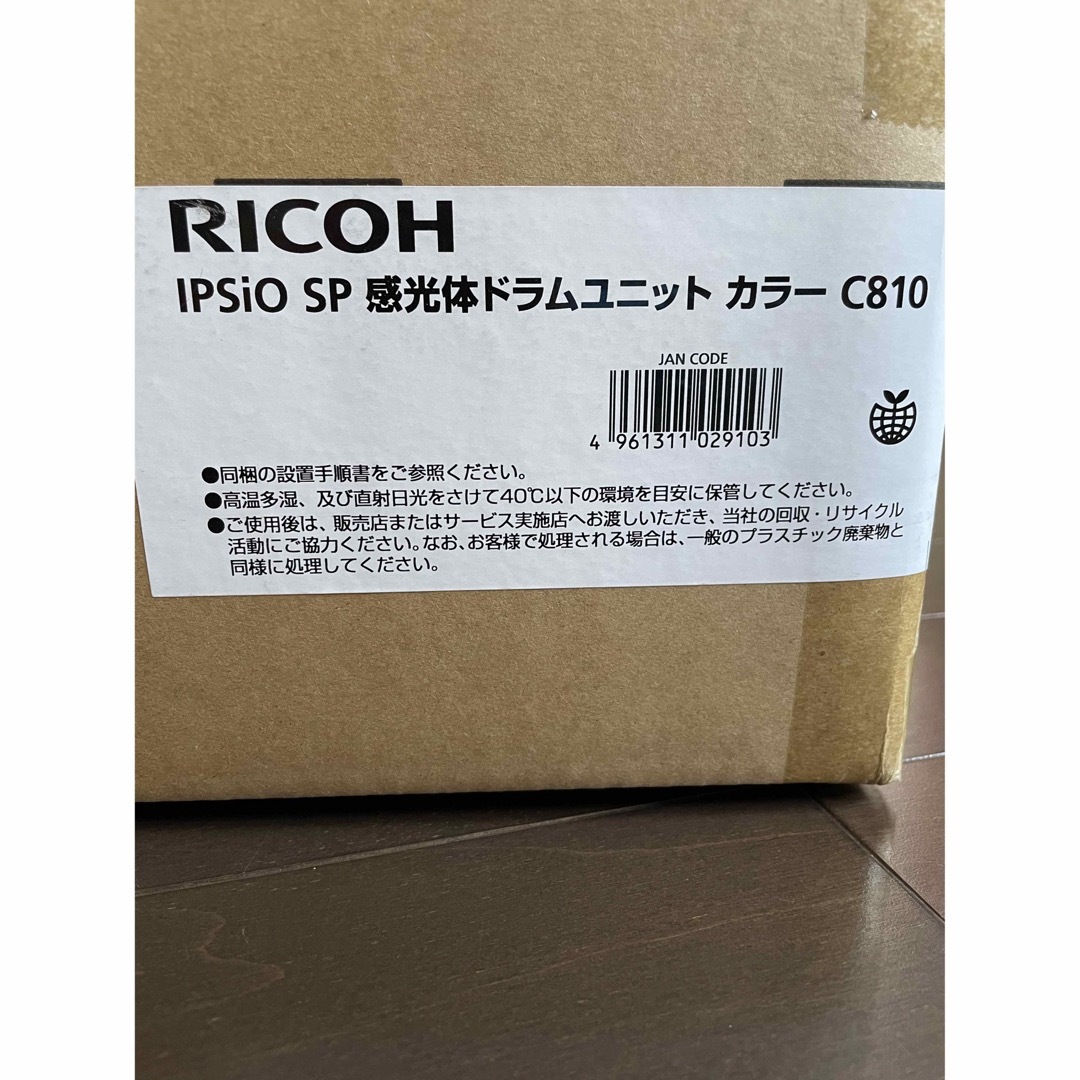 RICOH
IPSiO SP 感光体ドラムユニット カラー C810
JAN CODE
4 961311 029103
●同梱の設置手順書をご参照ください。
●高温多湿、及び直射日光をさけて40℃以下の環境を目安に保管してください。
●ご使用後は、販売店またはサービス実施店へお渡しいただき、当社の回収・リサイクル
活動にご協力ください。なお、お客様で処理される場合は、一般のプラスチック廃棄物と
同様に処理してください。